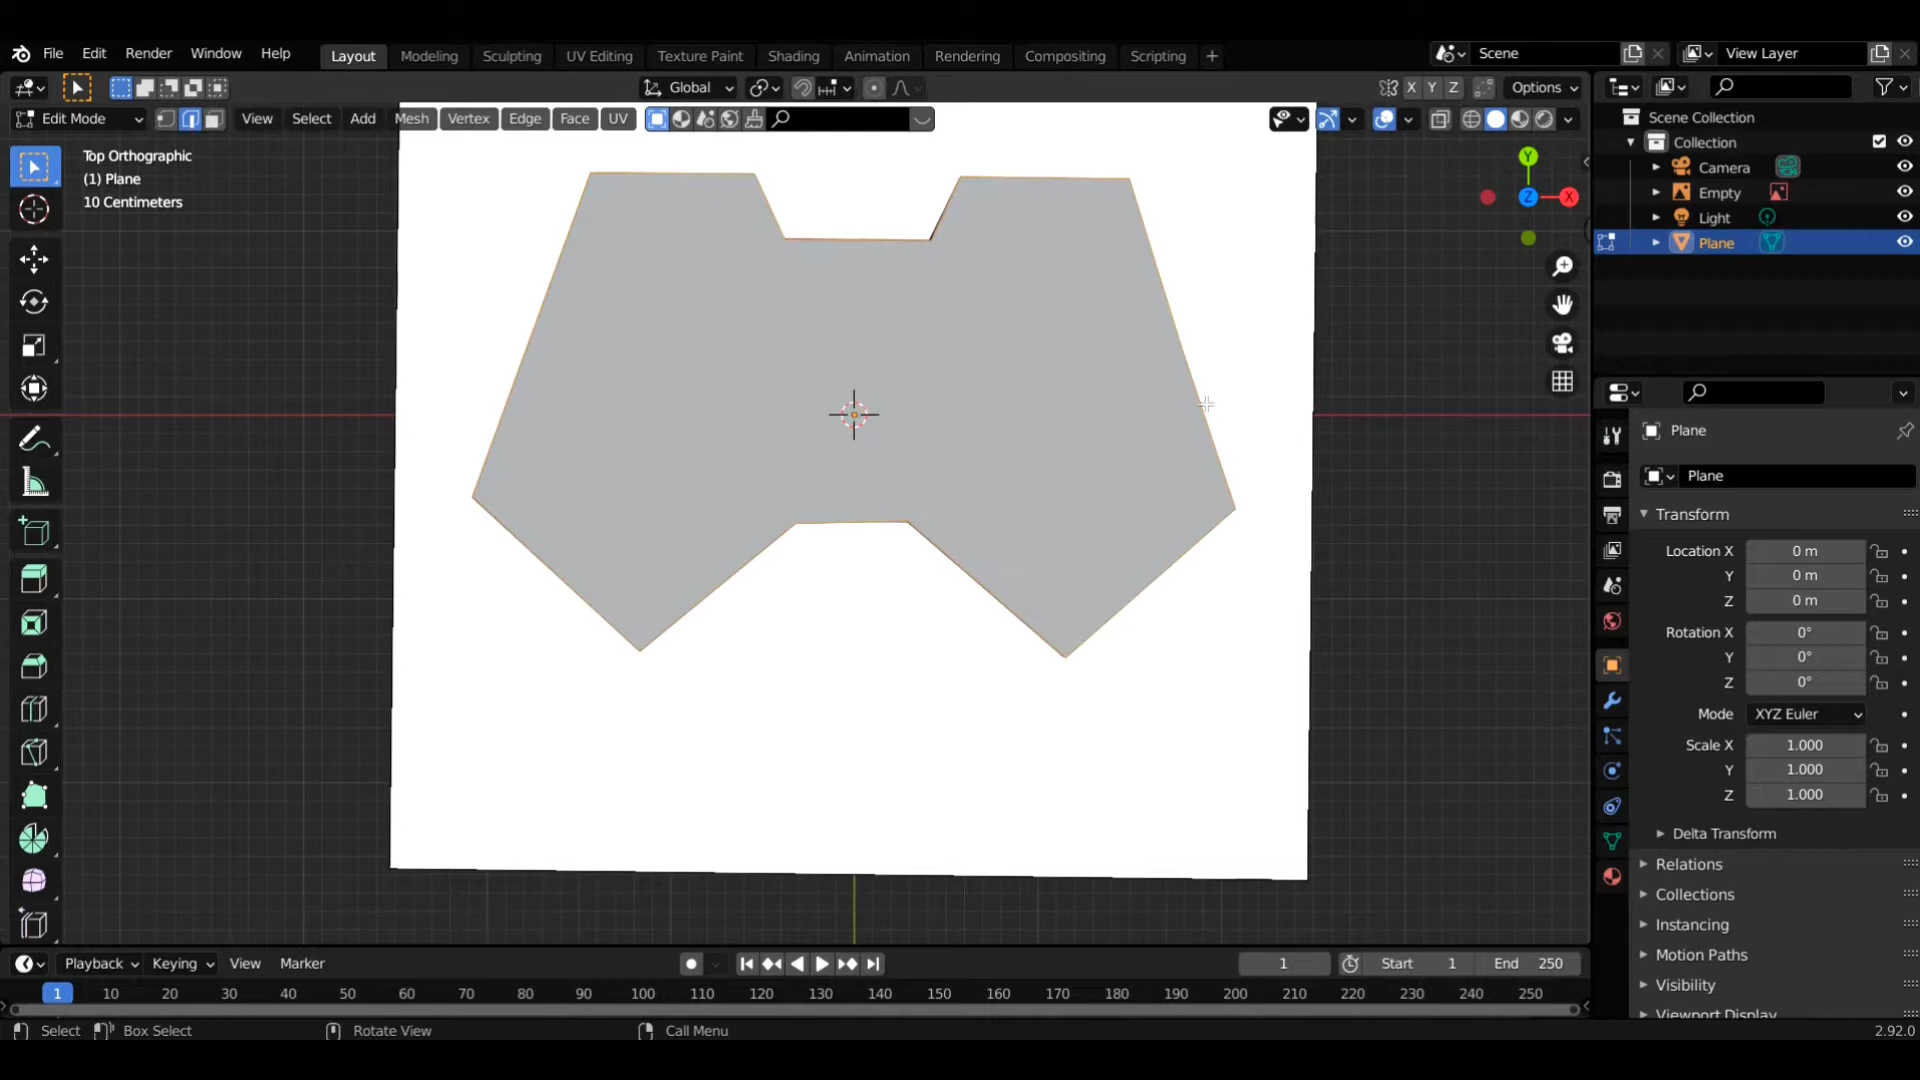 File Edit Render Window Help Layout Modeling Sculpting UV Editing Texture Paint Shading Animation Rendering Compositing Scripting + Scene View Layer
Global X Y Z Options
Edit Mode View Select Add Mesh Vertex Edge Face UV
Top Orthographic
(1) Plane
10 Centimeters
Y
Z
X
Scene Collection
Collection
Camera
Empty
Light
Plane
Plane
Plane
Transform
Location X 0 m
Y 0 m
Z 0 m
Rotation X 0°
Y 0°
Z 0°
Mode XYZ Euler
Scale X 1.000
Y 1.000
Z 1.000
Delta Transform
Relations
Collections
Instancing
Motion Paths
Visibility
Viewport Display
Playback Keying View Marker 1 Start 1 End 250
1 10 20 30 40 50 60 70 80 90 100 110 120 130 140 150 160 170 180 190 200 210 220 230 240 250
Select Box Select Rotate View Call Menu 2.92.0